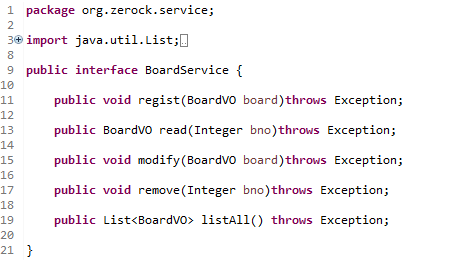 1 package org.zerock.service;
2
3 import java.util.List;
8
9 public interface BoardService {
10
11 public void regist(BoardVO board)throws Exception;
12
13 public BoardVO read(Integer bno)throws Exception;
14
15 public void modify(BoardVO board)throws Exception;
16
17 public void remove(Integer bno)throws Exception;
18
19 public List<BoardVO> listAll() throws Exception;
20
21 }